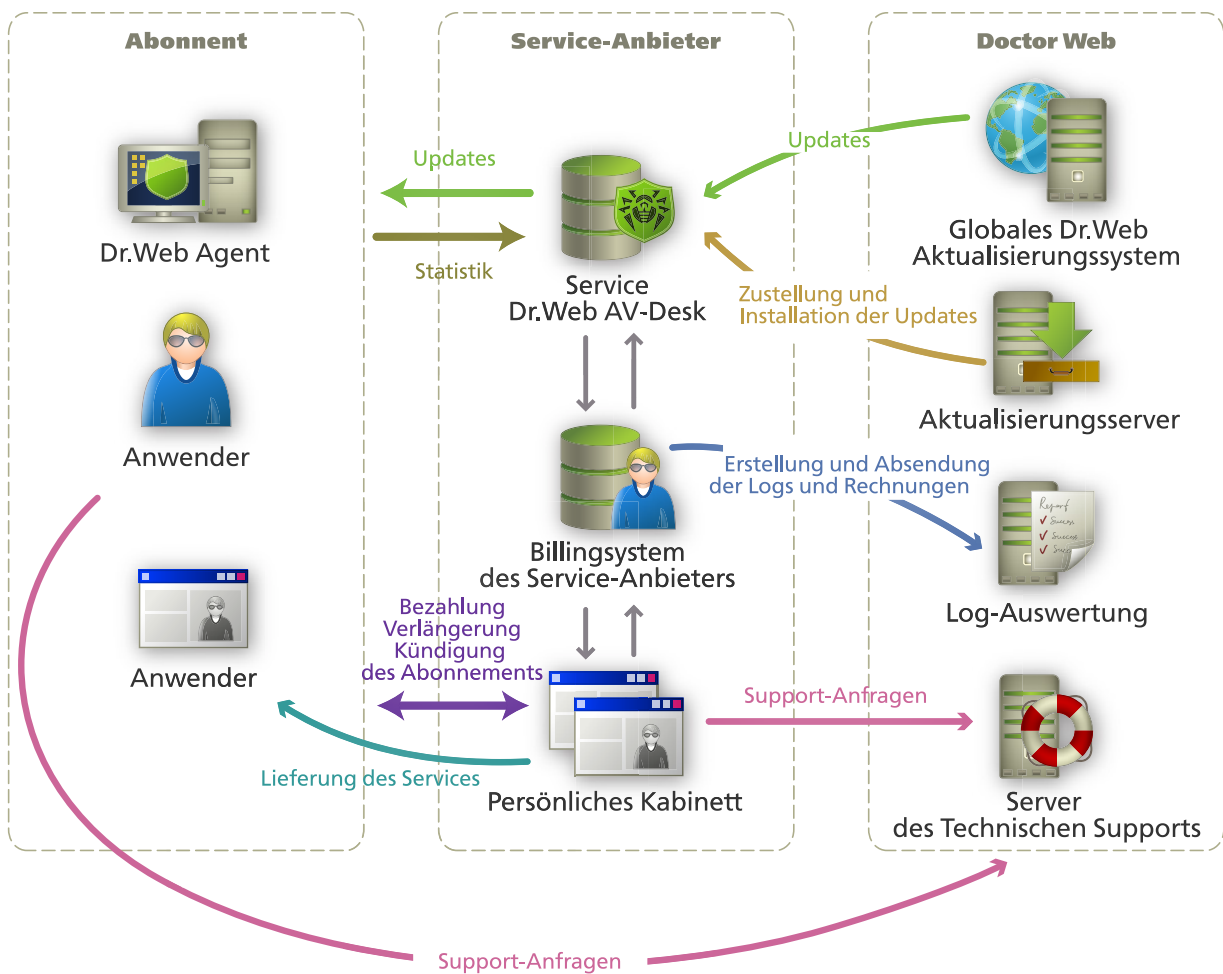 Abonnent
Service-Anbieter
Doctor Web
Updates
Updates
Dr.Web Agent
Statistik
Service
Dr.Web AV-Desk
Globales Dr.Web
Aktualisierungssystem
Zustellung und
Installation der Updates
Aktualisierungsserver
Anwender
Erstellung und Absendung
der Logs und Rechnungen
Report
Success
Success
Billingsystem
des Service-Anbieters
Log-Auswertung
Bezahlung
Verlängerung
Kündigung
des Abonnements
Anwender
Support-Anfragen
Lieferung des Services
Persönliches Kabinett
Server
des Technischen Supports
Support-Anfragen